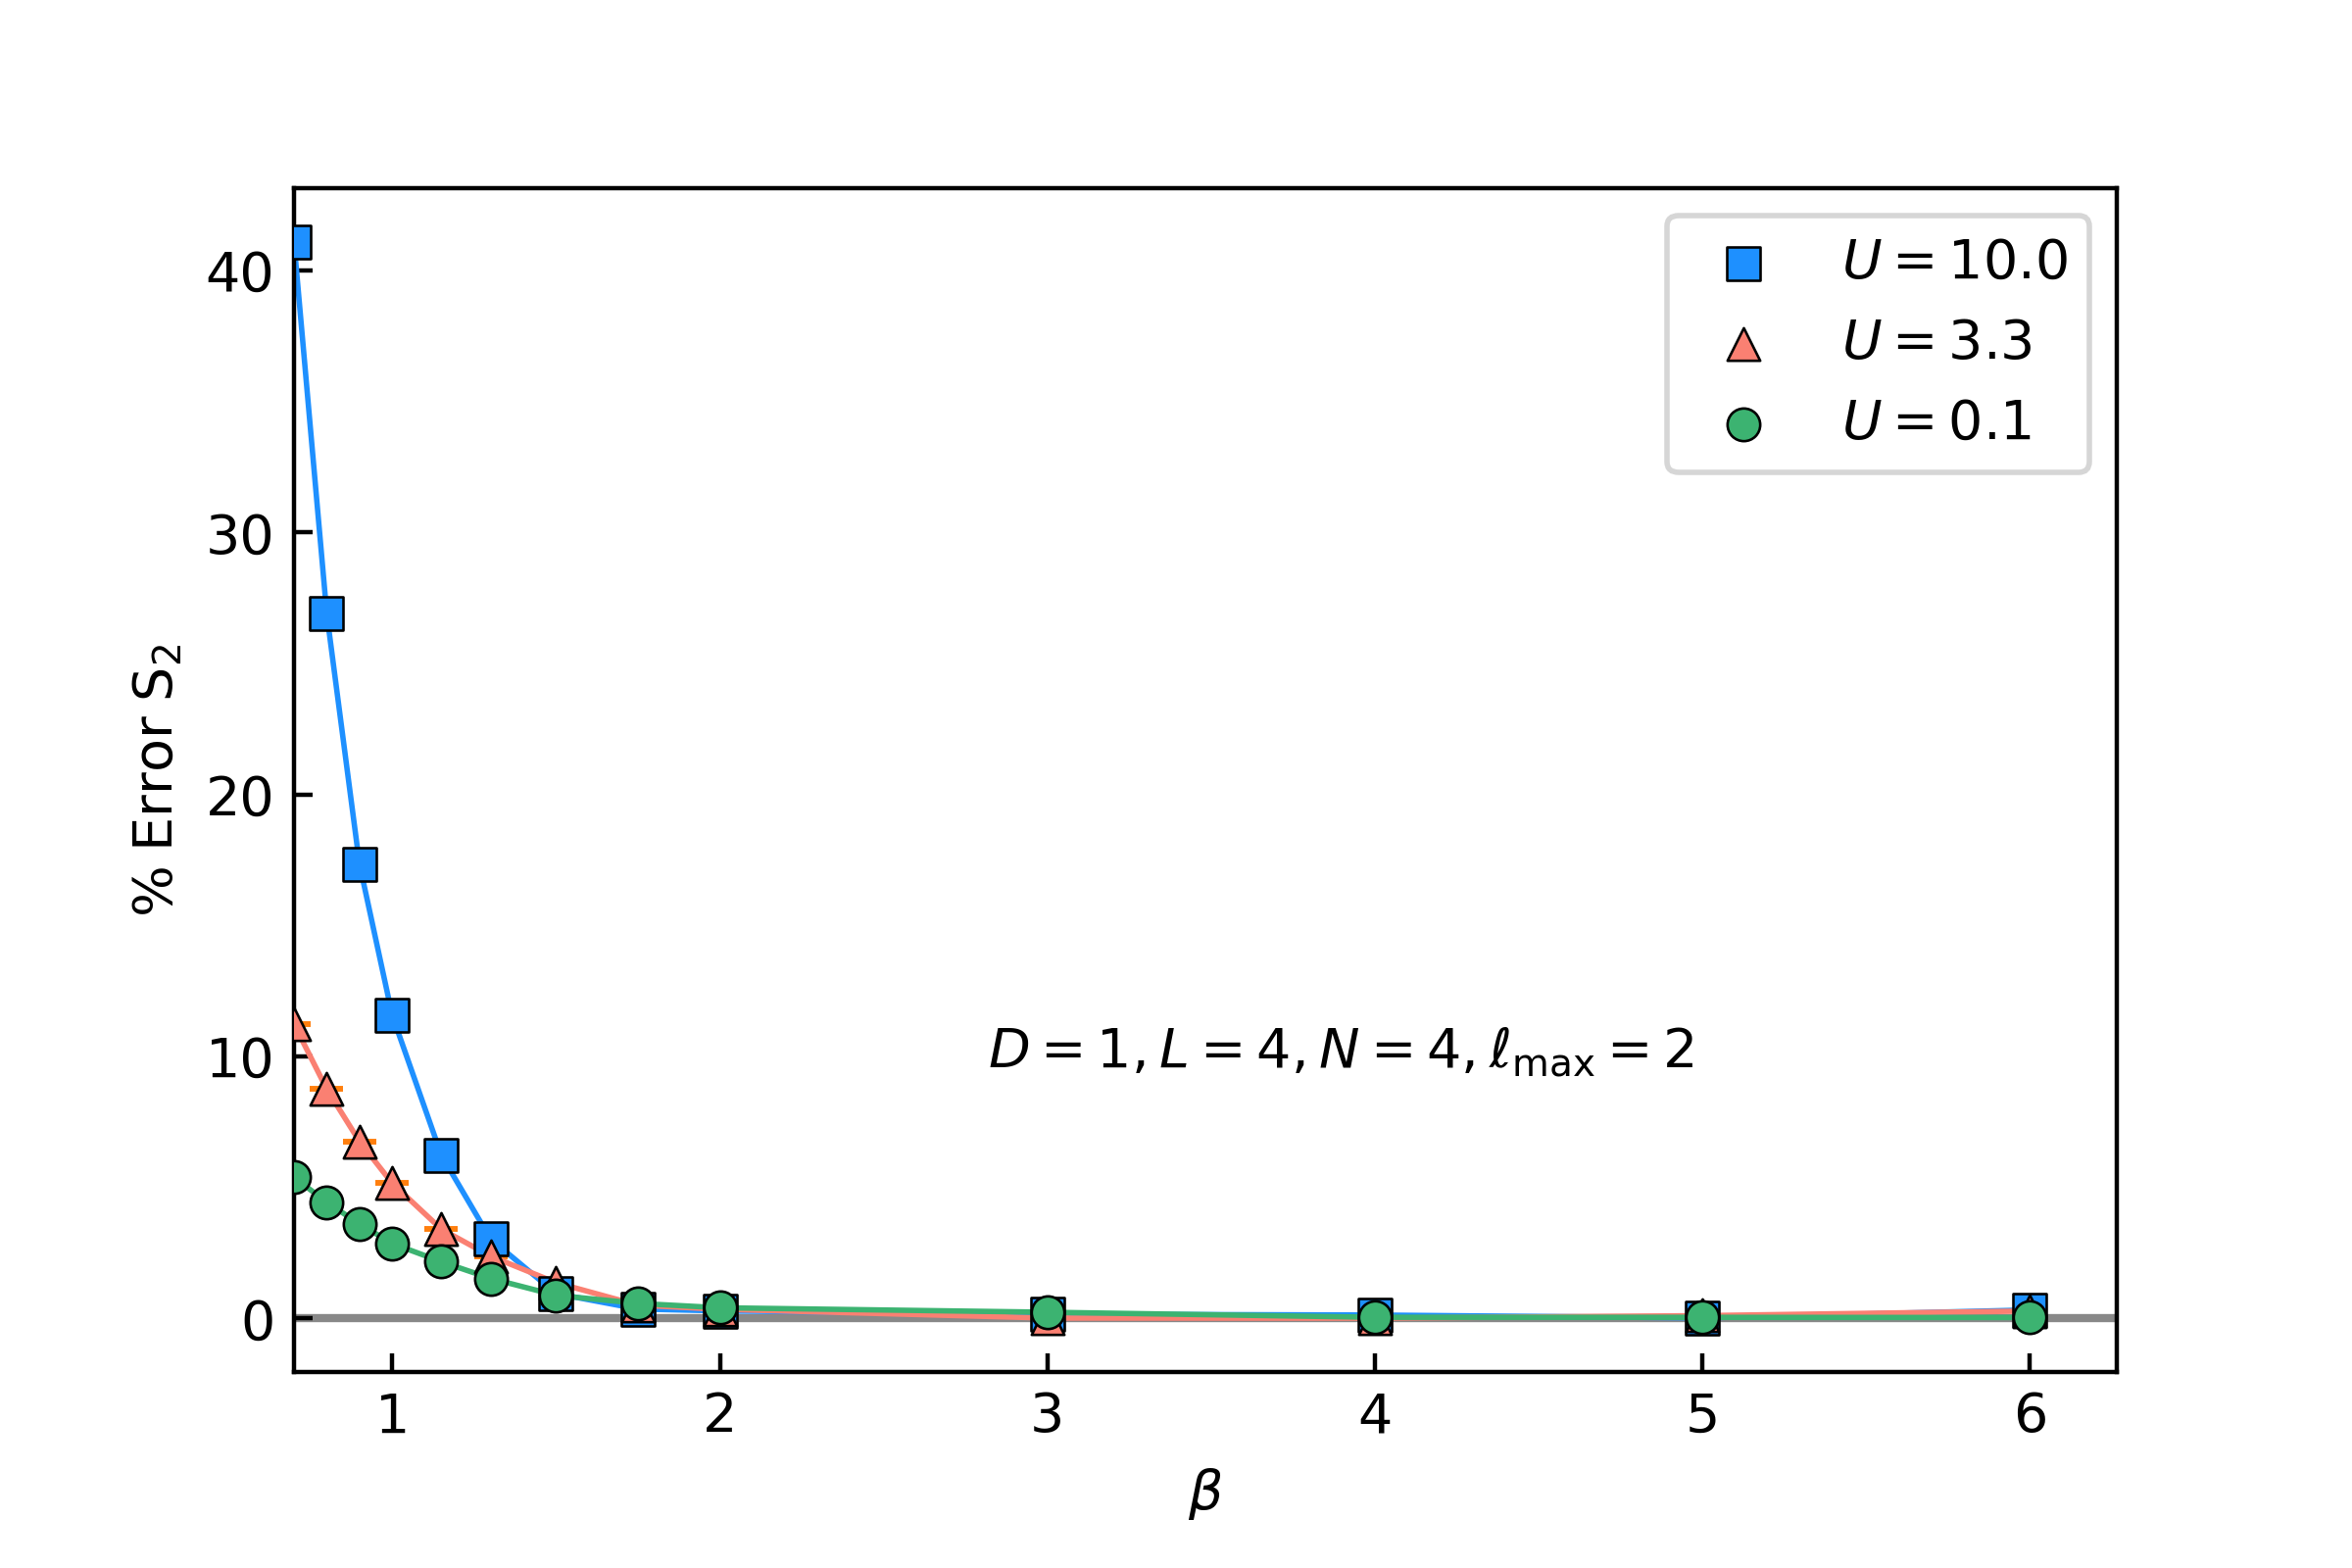 U = 10.0
U = 3.3
U = 0.1
40
30
20
10
0
% Error S₂
D = 1, L = 4, N = 4, ℓmax = 2
1 2 3 4 5 6
β